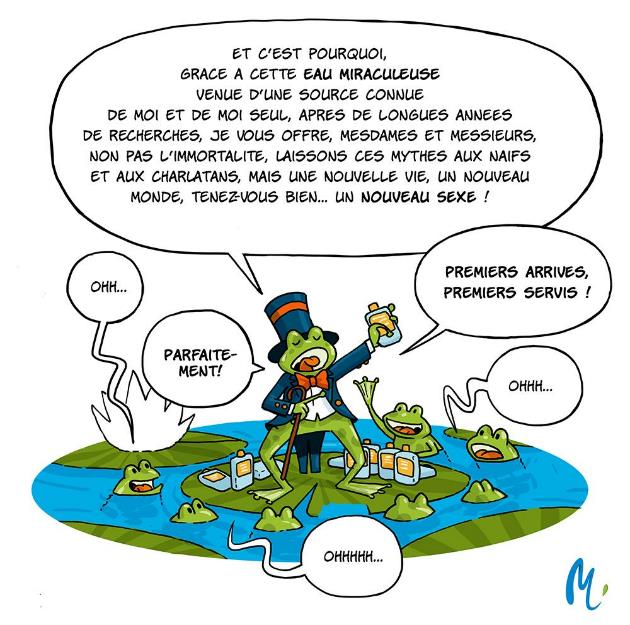 ET C'EST POURQUOI,
GRACE A CETTE EAU MIRACULEUSE
VENUE D'UNE SOURCE CONNUE
DE MOI ET DE MOI SEUL, APRES DE LONGUES ANNEES
DE RECHERCHES, JE VOUS OFFRE, MESDAMES ET MESSIEURS,
NON PAS L'IMMORTALITE, LAISSONS CES MYTHES AUX NAIFS
ET AUX CHARLATANS, MAIS UNE NOUVELLE VIE, UN NOUVEAU
MONDE, TENEZ-VOUS BIEN... UN NOUVEAU SEXE !
PREMIERS ARRIVES,
PREMIERS SERVIS !
OHH...
PARFAITE-
MENT!
OHHH...
OHHHHH...
M.